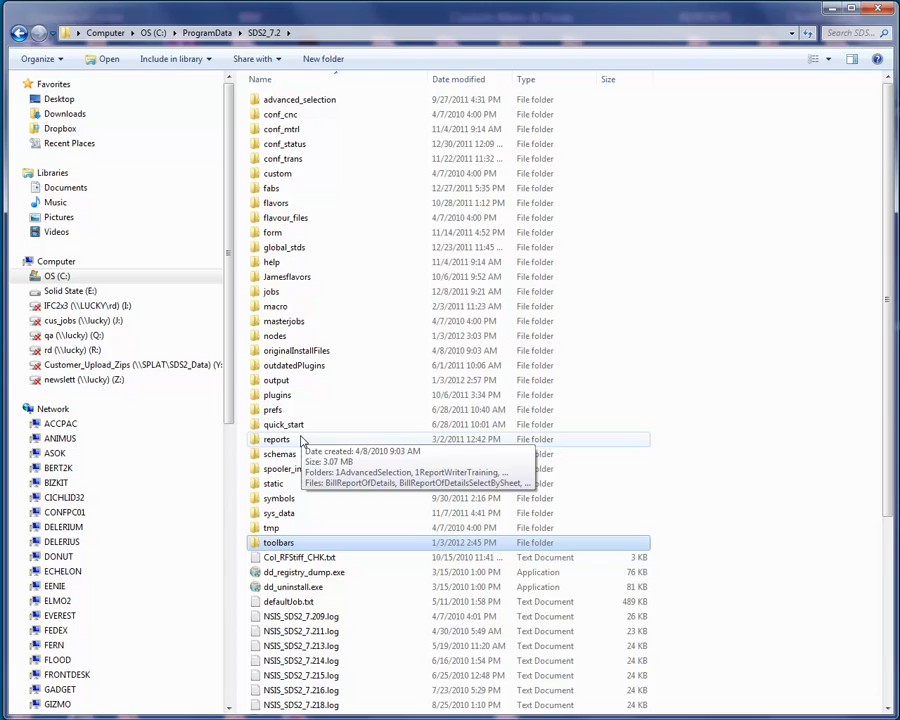 Computer ▸ OS (C:) ▸ ProgramData ▸ SDS2_7.2 ▸
Search SDS...
Organize Open Include in library Share with New folder
Name Date modified Type Size
Favorites
Desktop
Downloads
Dropbox
Recent Places
Libraries
Documents
Music
Pictures
Videos
Computer
OS (C:)
Solid State (E:)
IFC2x3 (\\LUCKY\rd) (I:)
cus_jobs (\\lucky) (J:)
qa (\\lucky) (Q:)
rd (\\lucky) (R:)
Customer_Upload_Zips (\\SPLAT\SDS2_Data) (Y:
newslett (\\lucky) (Z:)
Network
ACCPAC
ANIMUS
ASOK
BERT2K
BIZKIT
CICHLID32
CONFPC01
DELERIUM
DELERIUS
DONUT
ECHELON
EENIE
ELMO2
EVEREST
FEDEX
FERN
FLOOD
FRONTDESK
GADGET
GIZMO
advanced_selection 9/27/2011 4:31 PM File folder
conf_cnc 4/7/2010 4:00 PM File folder
conf_mtrl 11/4/2011 9:14 AM File folder
conf_status 12/30/2011 12:09 ... File folder
conf_trans 11/22/2011 11:32 ... File folder
custom 4/7/2010 4:00 PM File folder
fabs 12/27/2011 5:35 PM File folder
flavors 10/28/2011 1:12 PM File folder
flavour_files 6/1/2011 2:17 PM File folder
form 11/14/2011 4:52 PM File folder
global_stds 12/23/2011 11:45 ... File folder
help 11/4/2011 9:14 AM File folder
Jamesflavors 10/6/2011 9:52 AM File folder
jobs 12/8/2011 9:21 AM File folder
macro 2/3/2011 11:23 AM File folder
masterjobs 4/7/2010 4:00 PM File folder
nodes 1/3/2012 3:03 PM File folder
originalInstallFiles 4/8/2010 9:03 AM File folder
outdatedPlugins 6/1/2011 10:06 AM File folder
output 1/3/2012 2:57 PM File folder
plugins 10/6/2011 3:34 PM File folder
prefs 6/28/2011 10:40 AM File folder
quick_start 6/28/2011 10:01 AM File folder
reports 3/2/2011 12:42 PM File folder
schemas
spooler_in
static
Date created: 4/8/2010 9:03 AM
Size: 3.07 MB
Folders: 1AdvancedSelection, 1ReportWriterTraining, ...
Files: BillReportOfDetails, BillReportOfDetailsSelectBySheet, ...
File folder
File folder
File folder
symbols 9/30/2011 2:16 PM File folder
sys_data 11/7/2011 4:41 PM File folder
tmp 4/7/2010 4:00 PM File folder
toolbars 1/3/2012 2:45 PM File folder
Col_RFStiff_CHK.txt 10/15/2010 11:41 ... Text Document 3 KB
dd_registry_dump.exe 3/15/2010 1:00 PM Application 76 KB
dd_uninstall.exe 3/15/2010 1:00 PM Application 81 KB
defaultJob.txt 5/11/2010 1:58 PM Text Document 489 KB
NSIS_SDS2_7.209.log 4/7/2010 4:01 PM Text Document 26 KB
NSIS_SDS2_7.211.log 4/30/2010 5:49 AM Text Document 23 KB
NSIS_SDS2_7.213.log 5/19/2010 11:20 AM Text Document 24 KB
NSIS_SDS2_7.214.log 6/16/2010 1:54 PM Text Document 24 KB
NSIS_SDS2_7.215.log 6/25/2010 12:48 PM Text Document 24 KB
NSIS_SDS2_7.216.log 7/23/2010 5:29 PM Text Document 24 KB
NSIS_SDS2_7.218.log 8/25/2010 1:10 PM Text Document 24 KB